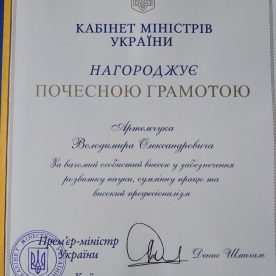 КАБІНЕТ МІНІСТРІВ
УКРАЇНИ
НАГОРОДЖУЄ
ПОЧЕСНОЮ ГРАМОТОЮ
Артемчука
Володимира Олександровича
За вагомий особистий внесок у забезпечення
розвитку науки, сумлінну працю та
високий професіоналізм
Прем'єр-міністр
України
Денис Шмигаль